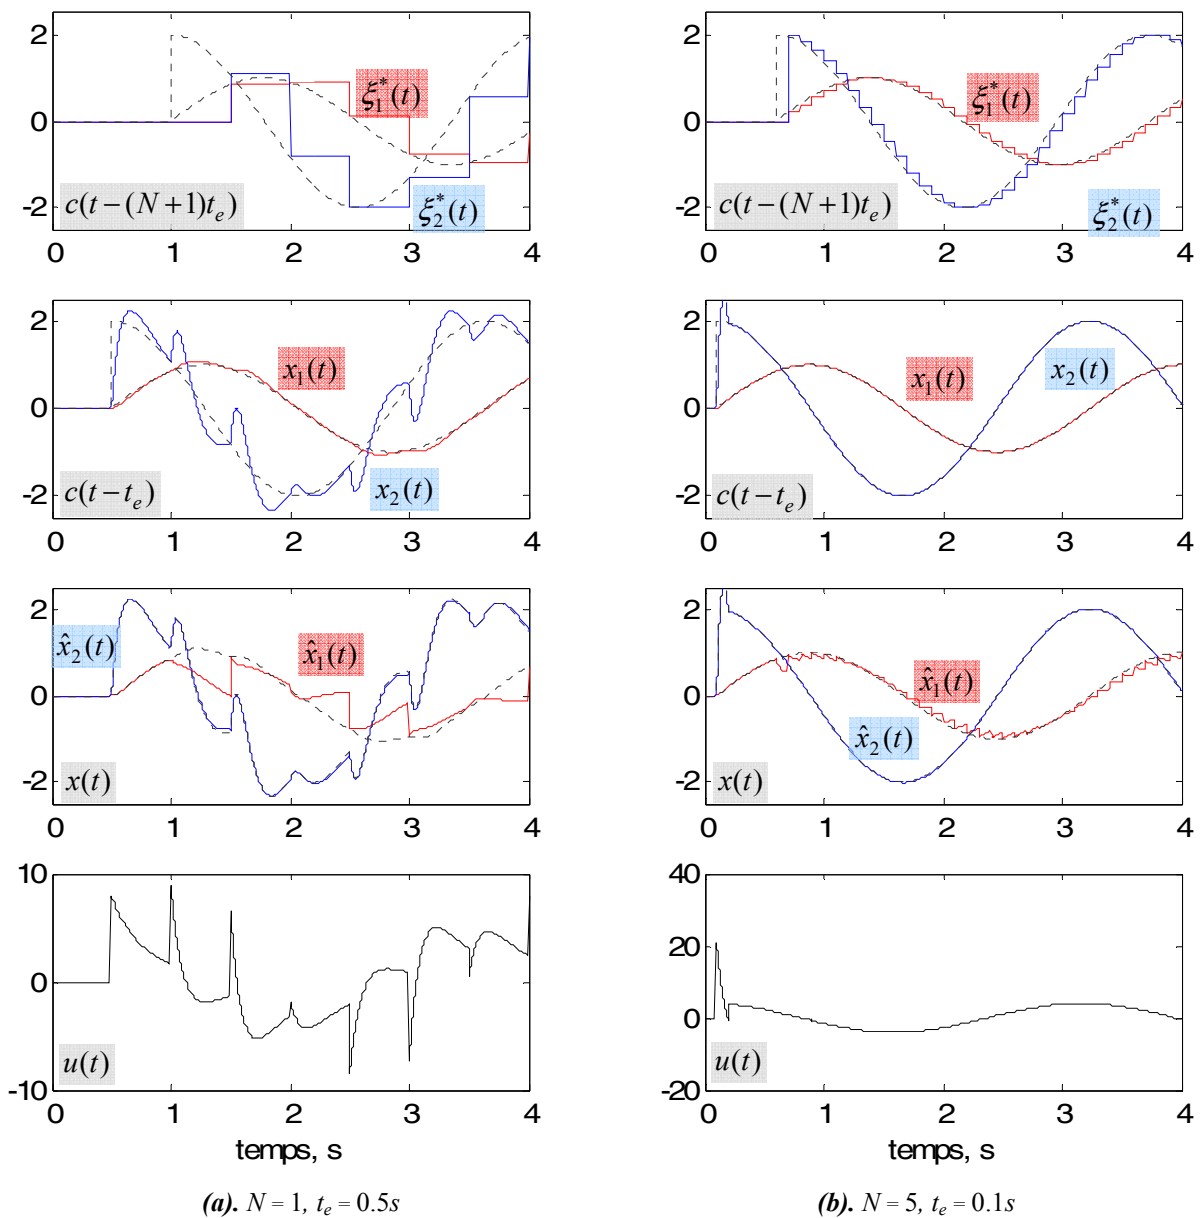 2
0
-2
ξ₁*(t)
c(t−(N+1)tₑ)
ξ₂*(t)
0 1 2 3 4
2
0
-2
x₁(t)
c(t−tₑ)
x₂(t)
0 1 2 3 4
2
0
-2
x̂₂(t)
x̂₁(t)
x(t)
0 1 2 3 4
10
0
-10
u(t)
0 1 2 3 4
temps, s
(a). N = 1, tₑ = 0.5s
2
0
-2
ξ₁*(t)
c(t−(N+1)tₑ)
ξ₂*(t)
0 1 2 3 4
2
0
-2
x₁(t)
x₂(t)
c(t−tₑ)
0 1 2 3 4
2
0
-2
x̂₁(t)
x̂₂(t)
x(t)
0 1 2 3 4
40
20
0
-20
u(t)
0 1 2 3 4
temps, s
(b). N = 5, tₑ = 0.1s